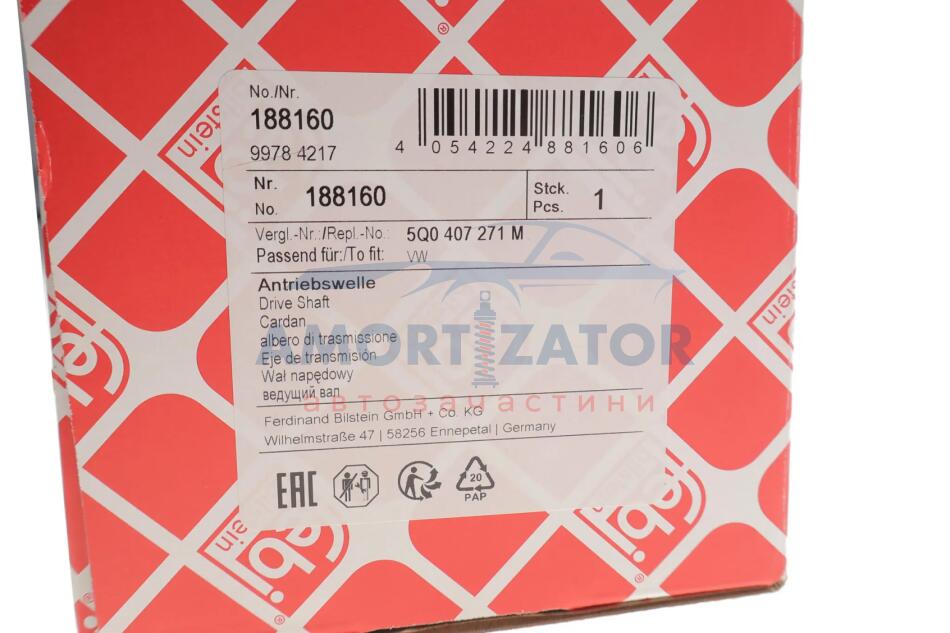 No./Nr.
188160
9978 4217
4 054224 881606
Nr.
No. 188160
Stck.
Pcs. 1
Vergl.-Nr.:/Repl.-No.: 5Q0 407 271 M
Passend für:/To fit: VW
Antriebswelle
Drive Shaft
Cardan
albero di trasmissione
Eje de transmisión
Wał napędowy
ведущий вал
AMORTIZATOR
автозапчастини
Ferdinand Bilstein GmbH + Co. KG
Wilhelmstraße 47 | 58256 Ennepetal | Germany
EAC
20
PAP
febi
bilstein